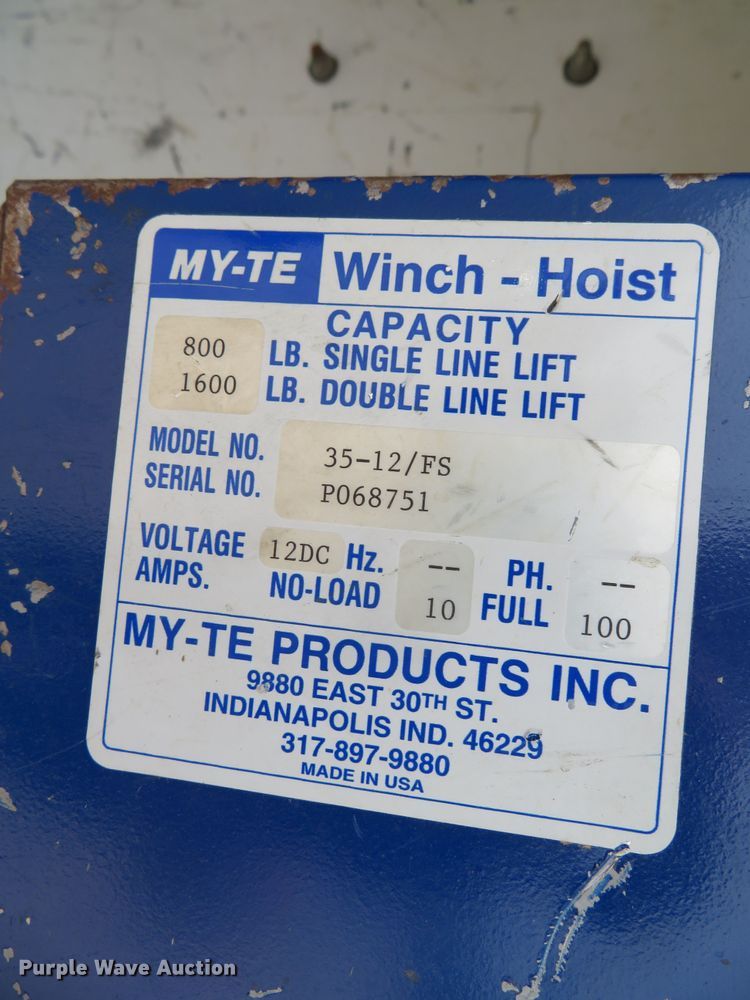 MY-TE Winch - Hoist
CAPACITY
800 LB. SINGLE LINE LIFT
1600 LB. DOUBLE LINE LIFT
MODEL NO. 35-12/FS
SERIAL NO. P068751
VOLTAGE 12DC Hz. -- PH. --
AMPS. NO-LOAD 10 FULL 100
MY-TE PRODUCTS INC.
9880 EAST 30TH ST.
INDIANAPOLIS IND. 46229
317-897-9880
MADE IN USA
Purple Wave Auction